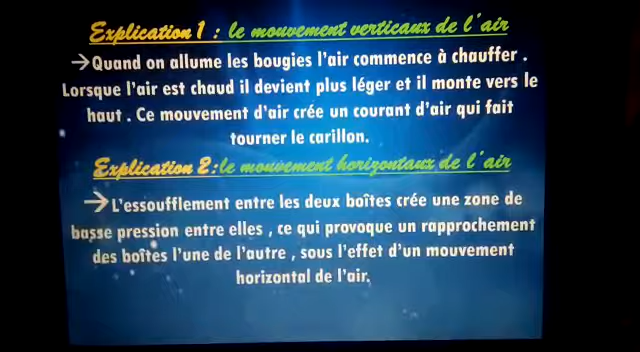 Explication 1 : le mouvement verticaux de l'air
→Quand on allume les bougies l'air commence à chauffer .
Lorsque l'air est chaud il devient plus léger et il monte vers le
haut . Ce mouvement d'air crée un courant d'air qui fait
tourner le carillon.
Explication 2:le mouvement horizontaux de l'air
→L'essoufflement entre les deux boîtes crée une zone de
basse pression entre elles , ce qui provoque un rapprochement
des boîtes l'une de l'autre , sous l'effet d'un mouvement
horizontal de l'air.